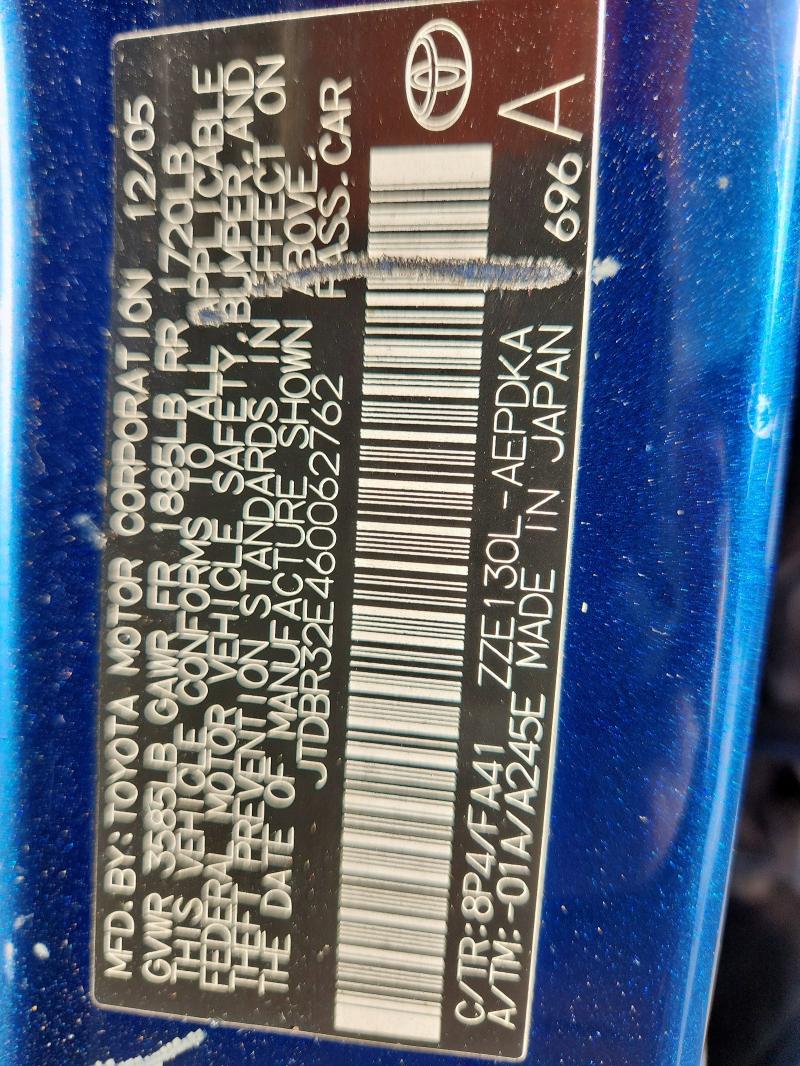 MFD.BY:TOYOTA MOTOR CORPORATION 12/05
GVWR 3585LB GAWR FR 1885LB RR 1720LB
THIS VEHICLE CONFORMS TO ALL APPLICABLE
FEDERAL MOTOR VEHICLE SAFETY,BUMPER,AND
THEFT PREVENTION STANDARDS IN EFFECT ON
THE DATE OF MANUFACTURE SHOWN ABOVE.
JTDBR32E460062762 PASS.CAR
C/TR:8P4/FA41 ZZE130L-AEPDKA
A/TM:-01A/A245E MADE IN JAPAN 696 A